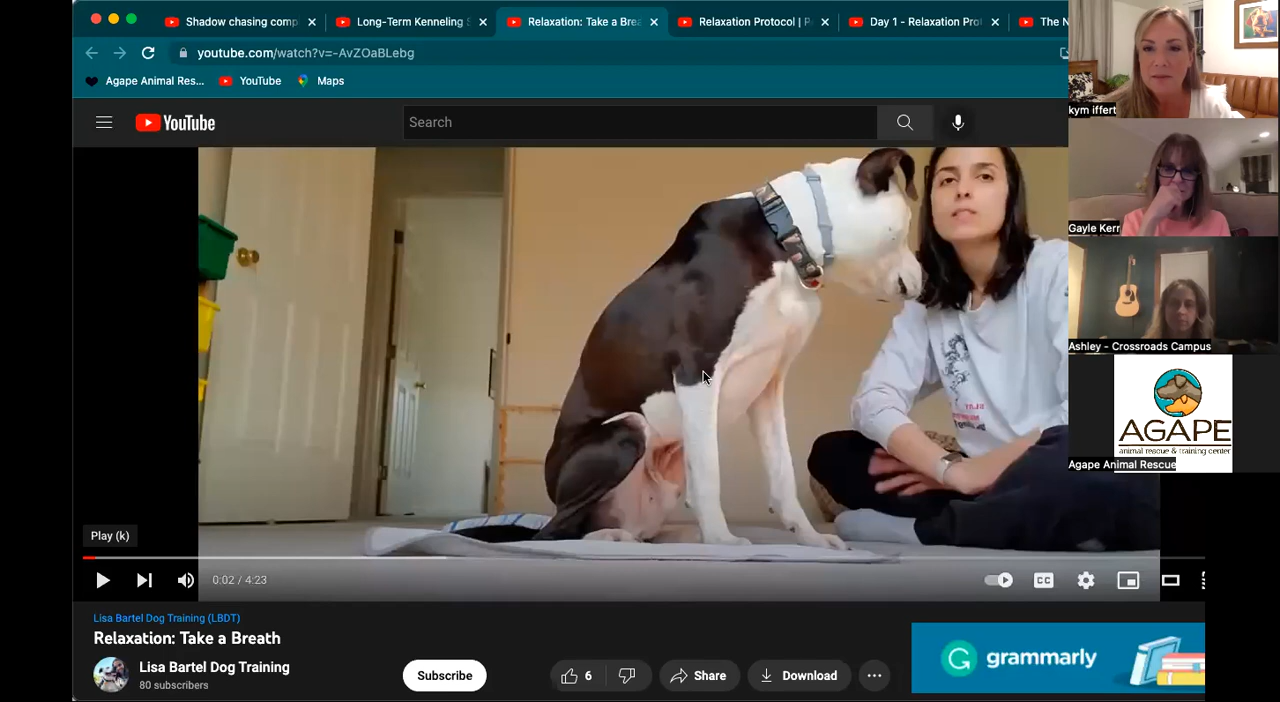 Shadow chasing comp
Long-Term Kenneling S
Relaxation: Take a Brea
Relaxation Protocol | P
Day 1 - Relaxation Pro
The N
youtube.com/watch?v=-AvZOaBLebg
Agape Animal Res...
YouTube
Maps
YouTube
Search
kym iffert
Gayle Kerr
Ashley - Crossroads Campus
AGAPE
animal rescue & training center
Agape Animal Rescue
Play (k)
0:02 / 4:23
CC
Lisa Bartel Dog Training (LBDT)
Relaxation: Take a Breath
Lisa Bartel Dog Training
80 subscribers
Subscribe
6
Share
Download
grammarly